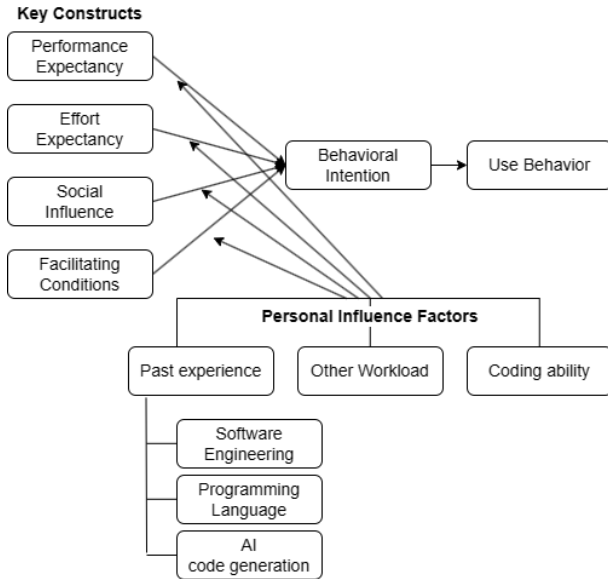 Key Constructs
Performance
Expectancy
Effort
Expectancy
Social
Influence
Facilitating
Conditions
Behavioral
Intention
Use Behavior
Personal Influence Factors
Past experience
Other Workload
Coding ability
Software
Engineering
Programming
Language
AI
code generation